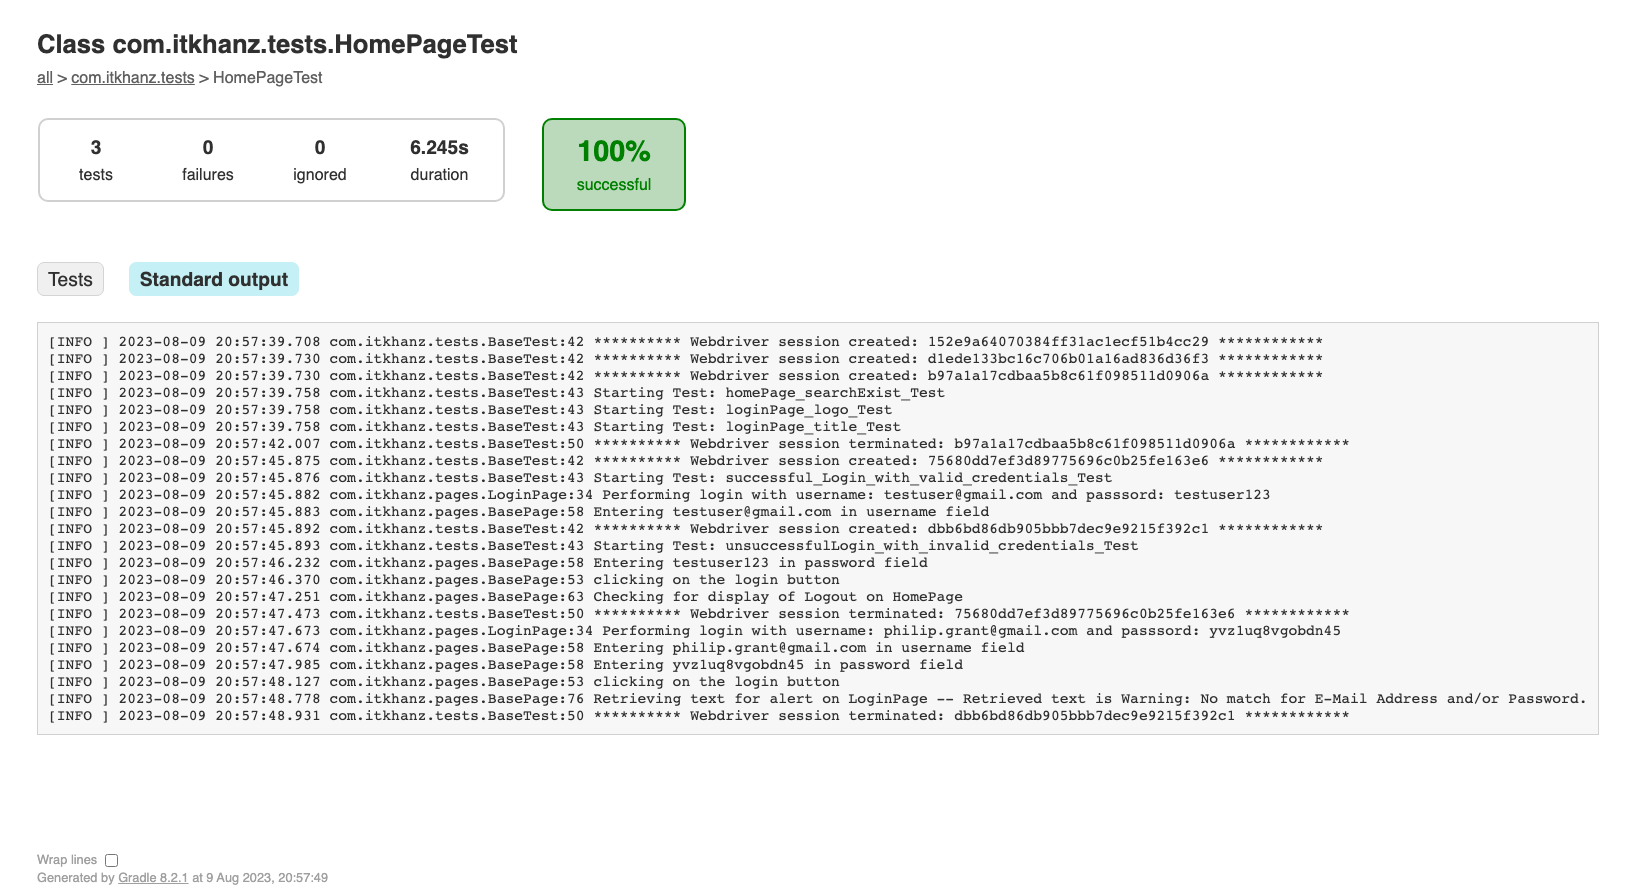 Class com.itkhanz.tests.HomePageTest
all > com.itkhanz.tests > HomePageTest
3 0 0 6.245s
tests failures ignored duration
100%
successful
Tests Standard output
[INFO ] 2023-08-09 20:57:39.708 com.itkhanz.tests.BaseTest:42 ********** Webdriver session created: 152e9a64070384ff31ac1ecf51b4cc29 ************
[INFO ] 2023-08-09 20:57:39.730 com.itkhanz.tests.BaseTest:42 ********** Webdriver session created: d1ede133bc16c706b01a16ad836d36f3 ************
[INFO ] 2023-08-09 20:57:39.730 com.itkhanz.tests.BaseTest:42 ********** Webdriver session created: b97a1a17cdbaa5b8c61f098511d0906a ************
[INFO ] 2023-08-09 20:57:39.758 com.itkhanz.tests.BaseTest:43 Starting Test: homePage_searchExist_Test
[INFO ] 2023-08-09 20:57:39.758 com.itkhanz.tests.BaseTest:43 Starting Test: loginPage_logo_Test
[INFO ] 2023-08-09 20:57:39.758 com.itkhanz.tests.BaseTest:43 Starting Test: loginPage_title_Test
[INFO ] 2023-08-09 20:57:42.007 com.itkhanz.tests.BaseTest:50 ********** Webdriver session terminated: b97a1a17cdbaa5b8c61f098511d0906a ************
[INFO ] 2023-08-09 20:57:45.875 com.itkhanz.tests.BaseTest:42 ********** Webdriver session created: 75680dd7ef3d89775696c0b25fe163e6 ************
[INFO ] 2023-08-09 20:57:45.876 com.itkhanz.tests.BaseTest:43 Starting Test: successful_Login_with_valid_credentials_Test
[INFO ] 2023-08-09 20:57:45.882 com.itkhanz.pages.LoginPage:34 Performing login with username: testuser@gmail.com and passsord: testuser123
[INFO ] 2023-08-09 20:57:45.883 com.itkhanz.pages.BasePage:58 Entering testuser@gmail.com in username field
[INFO ] 2023-08-09 20:57:45.892 com.itkhanz.tests.BaseTest:42 ********** Webdriver session created: dbb6bd86db905bbb7dec9e9215f392c1 ************
[INFO ] 2023-08-09 20:57:45.893 com.itkhanz.tests.BaseTest:43 Starting Test: unsuccessfulLogin_with_invalid_credentials_Test
[INFO ] 2023-08-09 20:57:46.232 com.itkhanz.pages.BasePage:58 Entering testuser123 in password field
[INFO ] 2023-08-09 20:57:46.370 com.itkhanz.pages.BasePage:53 clicking on the login button
[INFO ] 2023-08-09 20:57:47.251 com.itkhanz.pages.BasePage:63 Checking for display of Logout on HomePage
[INFO ] 2023-08-09 20:57:47.473 com.itkhanz.tests.BaseTest:50 ********** Webdriver session terminated: 75680dd7ef3d89775696c0b25fe163e6 ************
[INFO ] 2023-08-09 20:57:47.673 com.itkhanz.pages.LoginPage:34 Performing login with username: philip.grant@gmail.com and passsord: yvz1uq8vgobdn45
[INFO ] 2023-08-09 20:57:47.674 com.itkhanz.pages.BasePage:58 Entering philip.grant@gmail.com in username field
[INFO ] 2023-08-09 20:57:47.985 com.itkhanz.pages.BasePage:58 Entering yvz1uq8vgobdn45 in password field
[INFO ] 2023-08-09 20:57:48.127 com.itkhanz.pages.BasePage:53 clicking on the login button
[INFO ] 2023-08-09 20:57:48.778 com.itkhanz.pages.BasePage:76 Retrieving text for alert on LoginPage -- Retrieved text is Warning: No match for E-Mail Address and/or Password.
[INFO ] 2023-08-09 20:57:48.931 com.itkhanz.tests.BaseTest:50 ********** Webdriver session terminated: dbb6bd86db905bbb7dec9e9215f392c1 ************
Wrap lines
Generated by Gradle 8.2.1 at 9 Aug 2023, 20:57:49